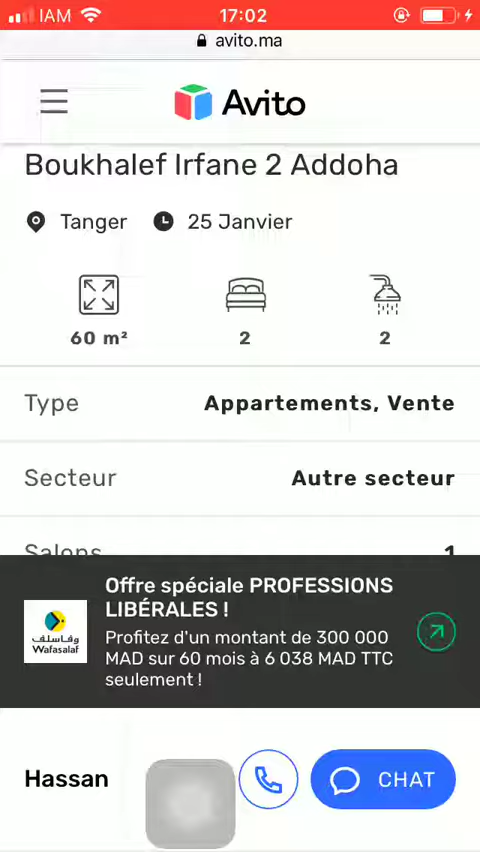 IAM 17:02
avito.ma
Avito
Boukhalef Irfane 2 Addoha
Tanger 25 Janvier
60 m² 2 2
Type Appartements, Vente
Secteur Autre secteur
Salons 1
Offre spéciale PROFESSIONS
LIBÉRALES !
Profitez d'un montant de 300 000
MAD sur 60 mois à 6 038 MAD TTC
seulement !
وفاسلف
Wafasalaf
Hassan CHAT